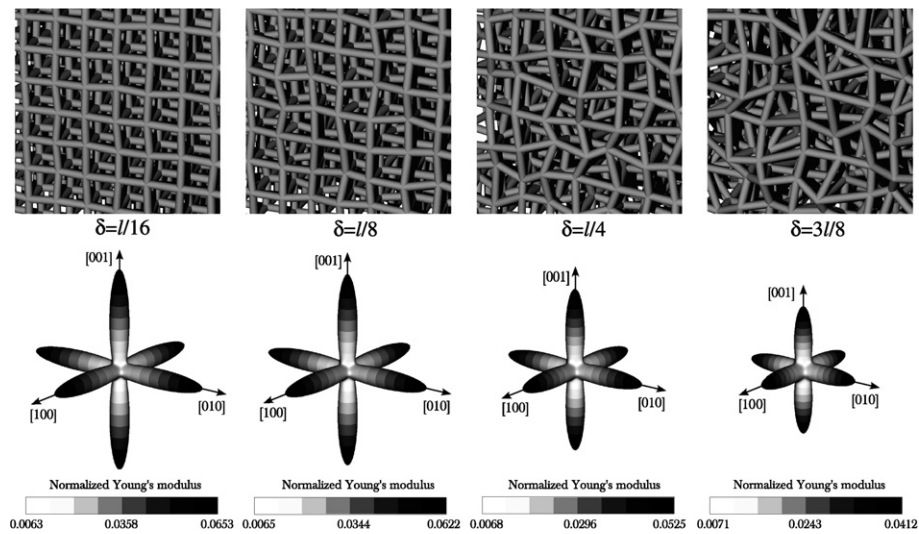 δ=l/16 δ=l/8 δ=l/4 δ=3l/8
[001] [001] [001] [001]
[100] [010] [100] [010] [100] [010] [100] [010]
Normalized Young's modulus Normalized Young's modulus Normalized Young's modulus Normalized Young's modulus
0.0063 0.0358 0.0653 0.0065 0.0344 0.0622 0.0068 0.0296 0.0525 0.0071 0.0243 0.0412